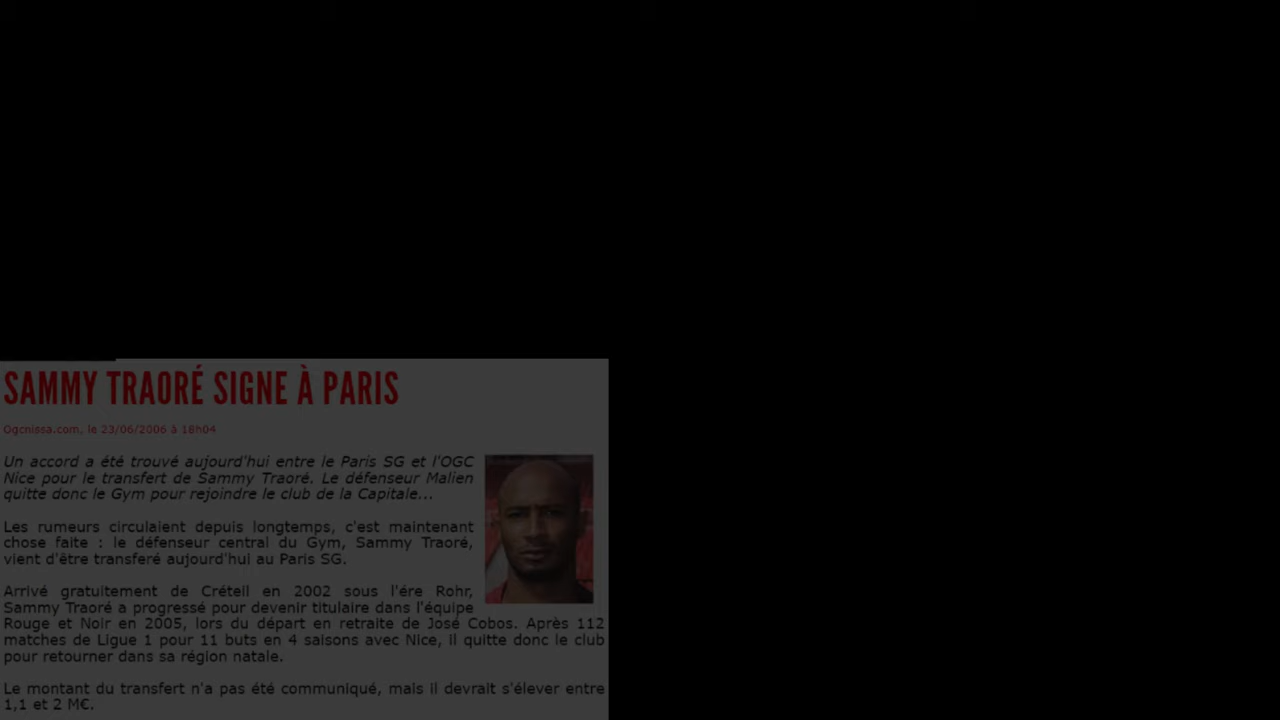 SAMMY TRAORÉ SIGNE À PARIS
Ogcnissa.com, le 23/06/2006 à 18h04
Un accord a été trouvé aujourd'hui entre le Paris SG et l'OGC
Nice pour le transfert de Sammy Traoré. Le défenseur Malien
quitte donc le Gym pour rejoindre le club de la Capitale...
Les rumeurs circulaient depuis longtemps, c'est maintenant
chose faite : le défenseur central du Gym, Sammy Traoré,
vient d'être transferé aujourd'hui au Paris SG.
Arrivé gratuitement de Créteil en 2002 sous l'ére Rohr,
Sammy Traoré a progressé pour devenir titulaire dans l'équipe
Rouge et Noir en 2005, lors du départ en retraite de José Cobos. Après 112
matches de Ligue 1 pour 11 buts en 4 saisons avec Nice, il quitte donc le club
pour retourner dans sa région natale.
Le montant du transfert n'a pas été communiqué, mais il devrait s'élever entre
1,1 et 2 M€.